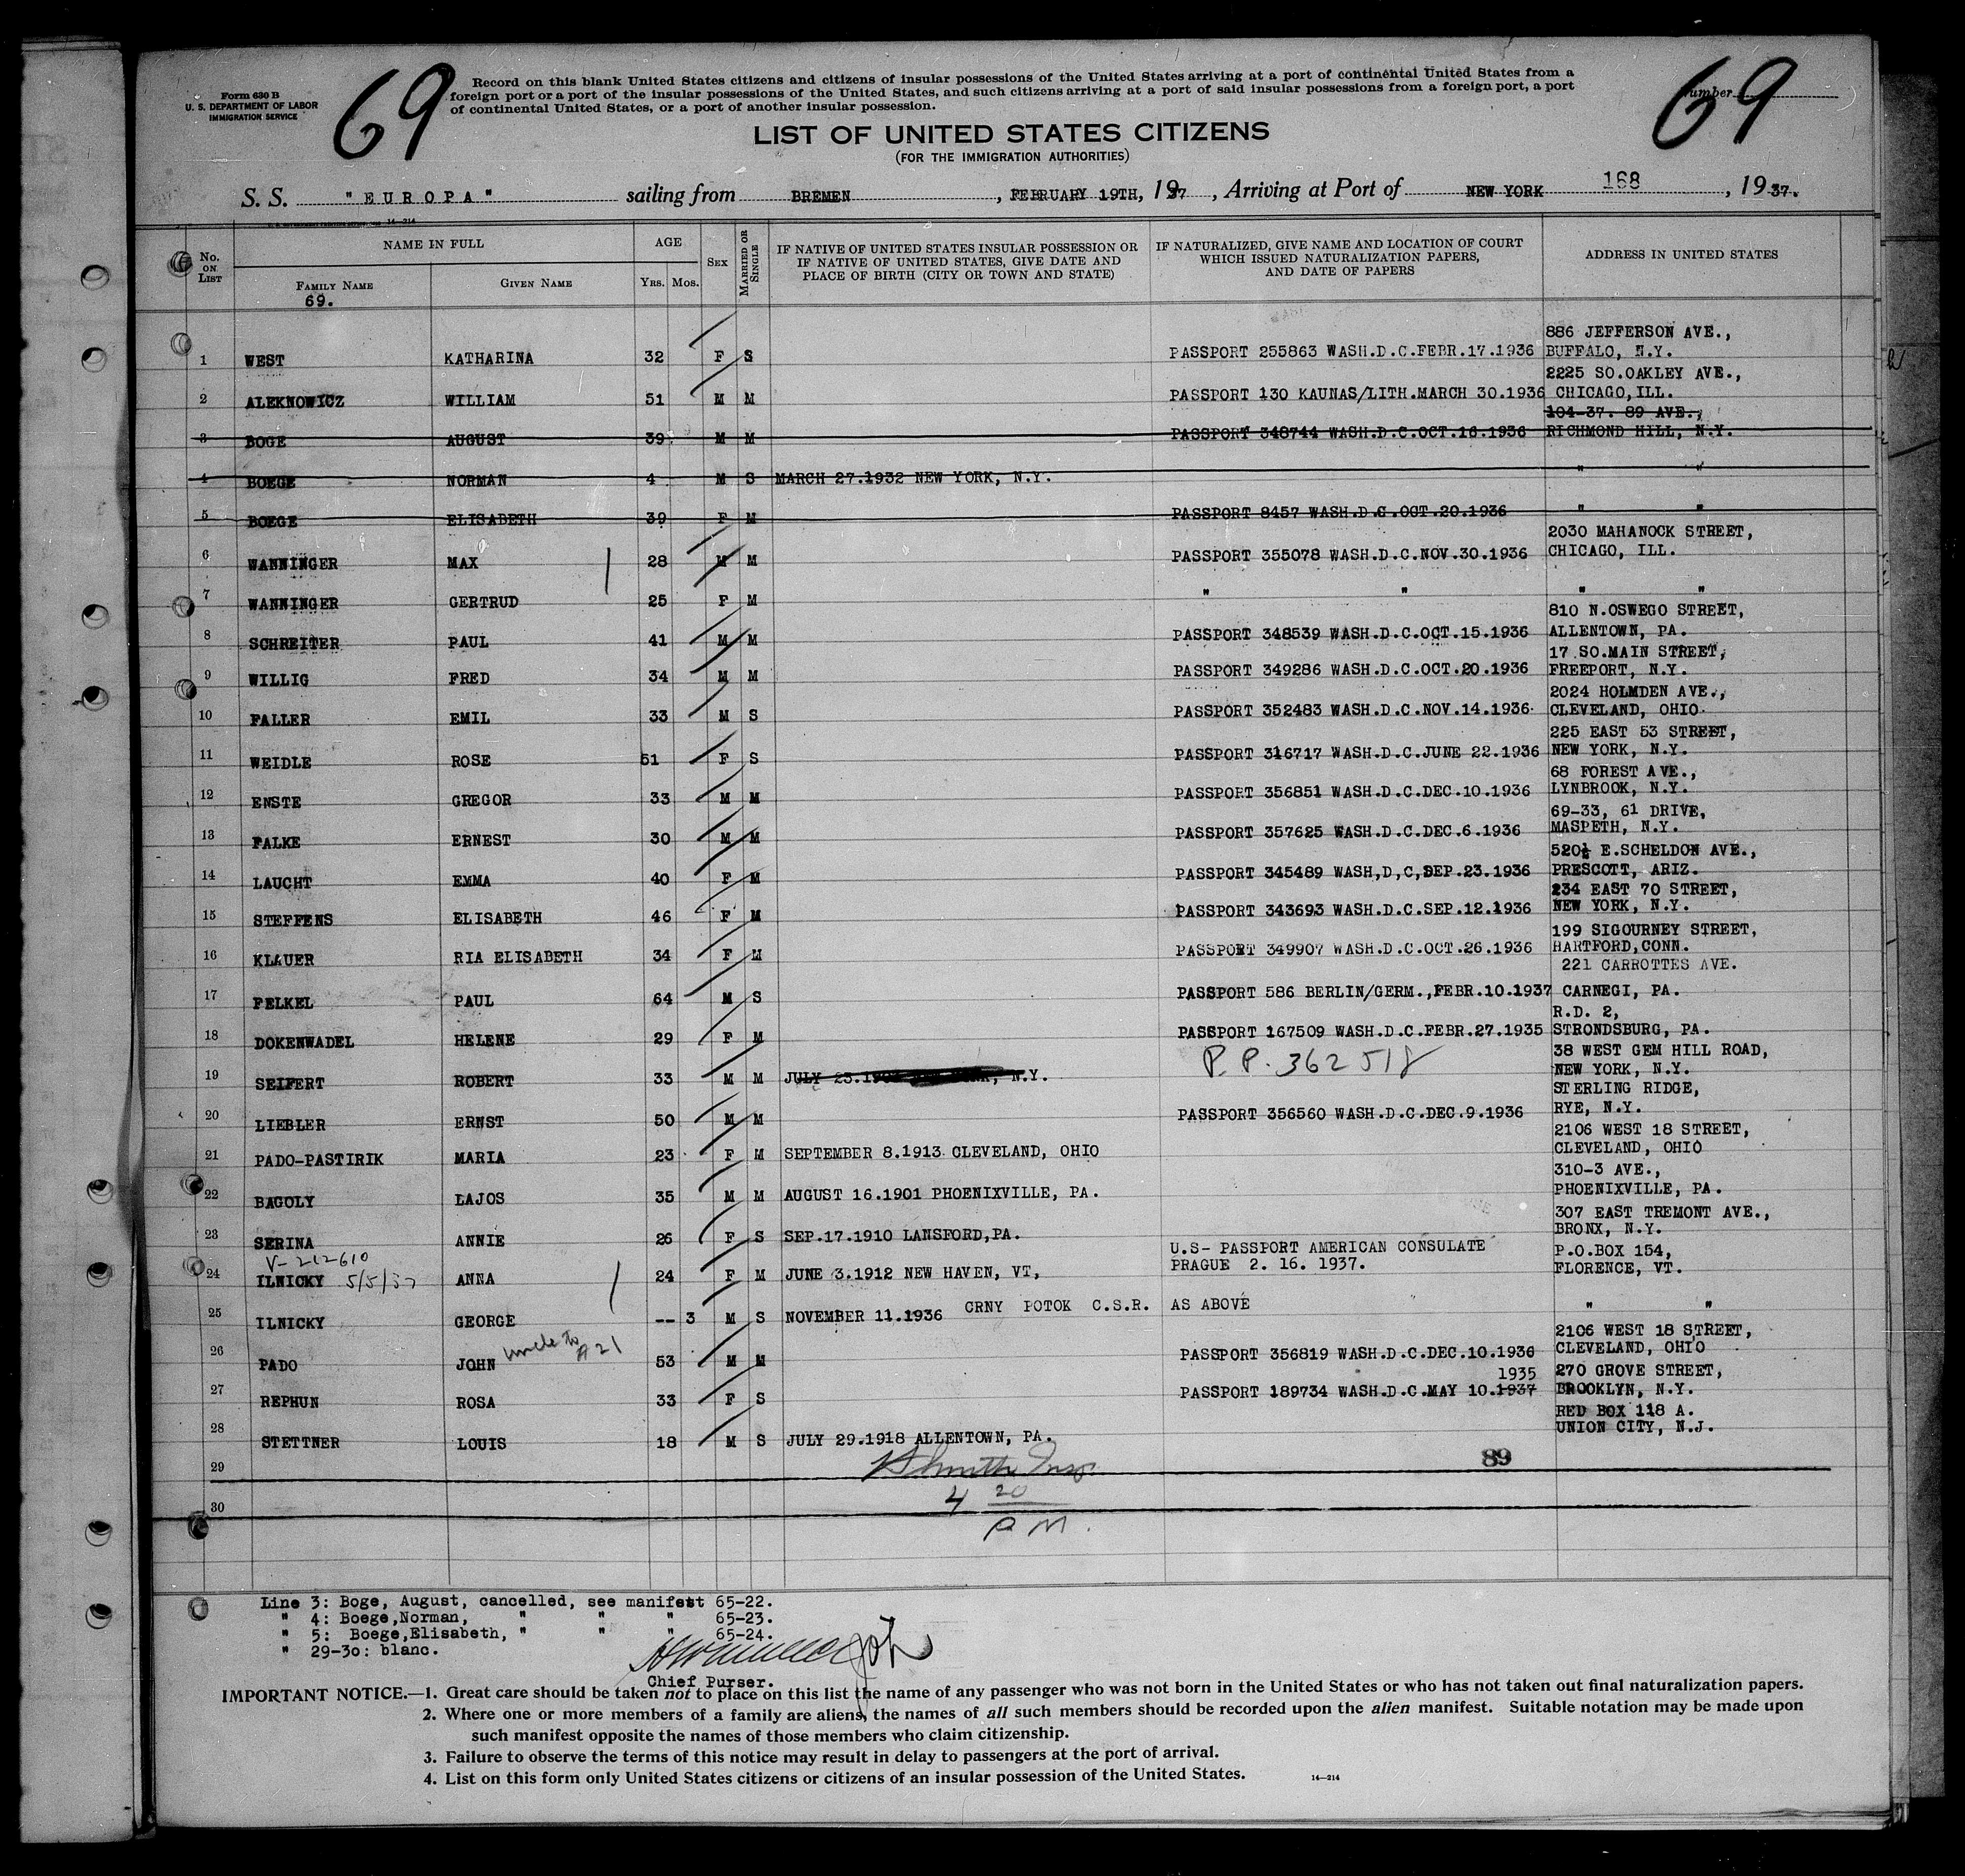 69
69
Form 630 B
U. S. DEPARTMENT OF LABOR
IMMIGRATION SERVICE
Record on this blank United States citizens and citizens of insular possessions of the United States arriving at a port of continental United States from a
foreign port or a port of the insular possessions of the United States, and such citizens arriving at a port of said insular possessions from a foreign port, a port
of continental United States, or a port of another insular possession.
Number
LIST OF UNITED STATES CITIZENS
(FOR THE IMMIGRATION AUTHORITIES)
S. S. "EUROPA" sailing from BREMEN, FEBRUARY 19TH, 1937, Arriving at Port of NEW YORK 168, 1937.
14—214
No. ON LIST
NAME IN FULL
FAMILY NAME
69.
GIVEN NAME
AGE
YRS. MOS.
SEX
MARRIED OR SINGLE
IF NATIVE OF UNITED STATES INSULAR POSSESSION OR
IF NATIVE OF UNITED STATES, GIVE DATE AND
PLACE OF BIRTH (CITY OR TOWN AND STATE)
IF NATURALIZED, GIVE NAME AND LOCATION OF COURT
WHICH ISSUED NATURALIZATION PAPERS,
AND DATE OF PAPERS
ADDRESS IN UNITED STATES
886 JEFFERSON AVE.,
1 WEST KATHARINA 32 F S PASSPORT 255863 WASH.D.C.FEBR.17.1936 BUFFALO, N.Y.
2225 SO.OAKLEY AVE.,
2 ALEKNOWICZ WILLIAM 51 M M PASSPORT 130 KAUNAS/LITH.MARCH 30.1936 CHICAGO,ILL.
104-37. 89 AVE.,
3 BOGE AUGUST 39 M M PASSPORT 348744 WASH.D.C.OCT.16.1936 RICHMOND HILL, N.Y.
4 BOEGE NORMAN 4 M S MARCH 27.1932 NEW YORK, N.Y. " "
5 BOEGE ELISABETH 39 F M PASSPORT 8457 WASH.D.C.OCT.20.1936 " "
2030 MAHANOCK STREET,
6 WANNINGER MAX 28 M M PASSPORT 355078 WASH.D.C.NOV.30.1936 CHICAGO, ILL.
7 WANNINGER GERTRUD 25 F M " " " "
810 N.OSWEGO STREET,
8 SCHREITER PAUL 41 M M PASSPORT 348539 WASH.D.C.OCT.15.1936 ALLENTOWN, PA.
17 SO.MAIN STREET,
9 WILLIG FRED 34 M M PASSPORT 349286 WASH.D.C.OCT.20.1936 FREEPORT, N.Y.
2024 HOLMDEN AVE.,
10 FALLER EMIL 33 M S PASSPORT 352483 WASH.D.C.NOV.14.1936 CLEVELAND, OHIO
225 EAST 53 STREET,
11 WEIDLE ROSE 51 F S PASSPORT 316717 WASH.D.C.JUNE 22.1936 NEW YORK, N.Y.
68 FOREST AVE.,
12 ENSTE GREGOR 33 M M PASSPORT 356851 WASH.D.C.DEC.10.1936 LYNBROOK, N.Y.
69-33, 61 DRIVE,
13 FALKE ERNEST 30 M M PASSPORT 357625 WASH.D.C.DEC.6.1936 MASPETH, N.Y.
520½ E.SCHELDON AVE.,
14 LAUCHT EMMA 40 F M PASSPORT 345489 WASH,D,C,SEP.23.1936 PRESCOTT, ARIZ.
234 EAST 70 STREET,
15 STEFFENS ELISABETH 46 F M PASSPORT 343693 WASH.D.C.SEP.12.1936 NEW YORK, N.Y.
199 SIGOURNEY STREET,
16 KLAUER RIA ELISABETH 34 F M PASSPORT 349907 WASH.D.C.OCT.26.1936 HARTFORD,CONN.
221 CARROTTES AVE.
17 FELKEL PAUL 64 M S PASSPORT 586 BERLIN/GERM.,FEBR.10.1937 CARNEGI, PA.
R.D. 2,
18 DOKENWADEL HELENE 29 F M PASSPORT 167509 WASH.D.C.FEBR.27.1935 STRONDSBURG, PA.
38 WEST GEM HILL ROAD,
19 SEIFERT ROBERT 33 M M JULY 23. N.Y. P.P. 362518 NEW YORK, N.Y.
STERLING RIDGE,
20 LIEBLER ERNST 50 M M PASSPORT 356560 WASH.D.C.DEC.9.1936 RYE, N.Y.
2106 WEST 18 STREET,
21 PADO-PASTIRIK MARIA 23 F M SEPTEMBER 8.1913 CLEVELAND, OHIO CLEVELAND, OHIO
310-3 AVE.,
22 BAGOLY LAJOS 35 M M AUGUST 16.1901 PHOENIXVILLE, PA. PHOENIXVILLE, PA.
307 EAST TREMONT AVE.,
23 SERINA ANNIE 26 F S SEP.17.1910 LANSFORD,PA. BRONX, N.Y.
V-212610 U.S- PASSPORT AMERICAN CONSULATE P.O.BOX 154,
24 ILNICKY 5/5/37 ANNA 24 F M JUNE 3.1912 NEW HAVEN, VT, PRAGUE 2. 16. 1937. FLORENCE, VT.
25 ILNICKY GEORGE -- 3 M S NOVEMBER 11.1936 CRNY POTOK C.S.R. AS ABOVE " "
2106 WEST 18 STREET,
26 PADO JOHN uncle to #21 53 M M PASSPORT 356819 WASH.D.C.DEC.10.1936 CLEVELAND, OHIO
1935 270 GROVE STREET,
27 REPHUN ROSA 33 F S PASSPORT 189734 WASH.D.C.MAY 10.1937 BROOKLYN, N.Y.
RED BOX 118 A.
28 STETTNER LOUIS 18 M S JULY 29.1918 ALLENTOWN, PA. UNION CITY, N.J.
29 Insp. 89
30 4 20
P M.
Line 3: Boge, August, cancelled, see manifest 65-22.
" 4: Boege,Norman, " " " 65-23.
" 5: Boege,Elisabeth, " " " 65-24.
" 29-30: blanc.
Chief Purser.
IMPORTANT NOTICE.—1. Great care should be taken not to place on this list the name of any passenger who was not born in the United States or who has not taken out final naturalization papers.
2. Where one or more members of a family are aliens, the names of all such members should be recorded upon the alien manifest. Suitable notation may be made upon
such manifest opposite the names of those members who claim citizenship.
3. Failure to observe the terms of this notice may result in delay to passengers at the port of arrival.
4. List on this form only United States citizens or citizens of an insular possession of the United States.
14—214